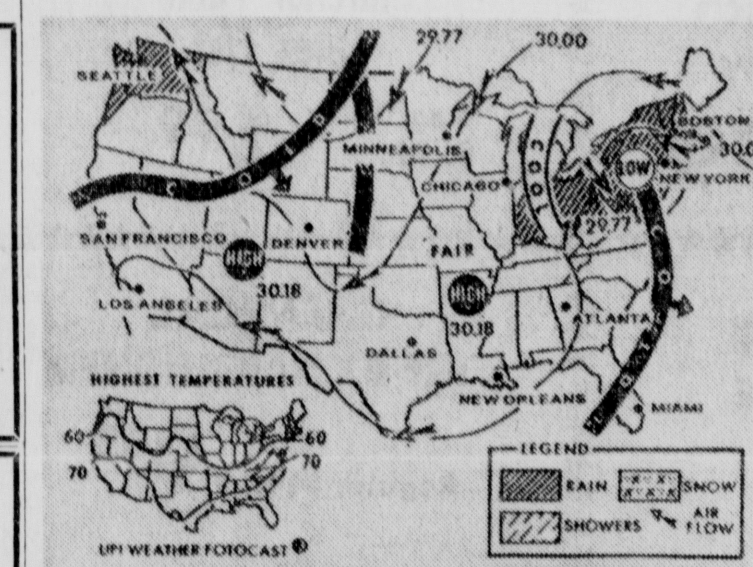 29.77
30.00
SEATTLE
COLD
BOSTON
MINNEAPOLIS
30.0
LOW
NEW YORK
COOL
CHICAGO
29.77
SAN FRANCISCO
DENVER
FAIR
HIGH
30.18
HIGH
30.18
COLD
LOS ANGELES
ATLANTA
DALLAS
HIGHEST TEMPERATURES
NEW ORLEANS
MIAMI
60
60
70
70
LEGEND
RAIN
SNOW
SHOWERS
AIR
FLOW
UPI WEATHER FOTOCAST